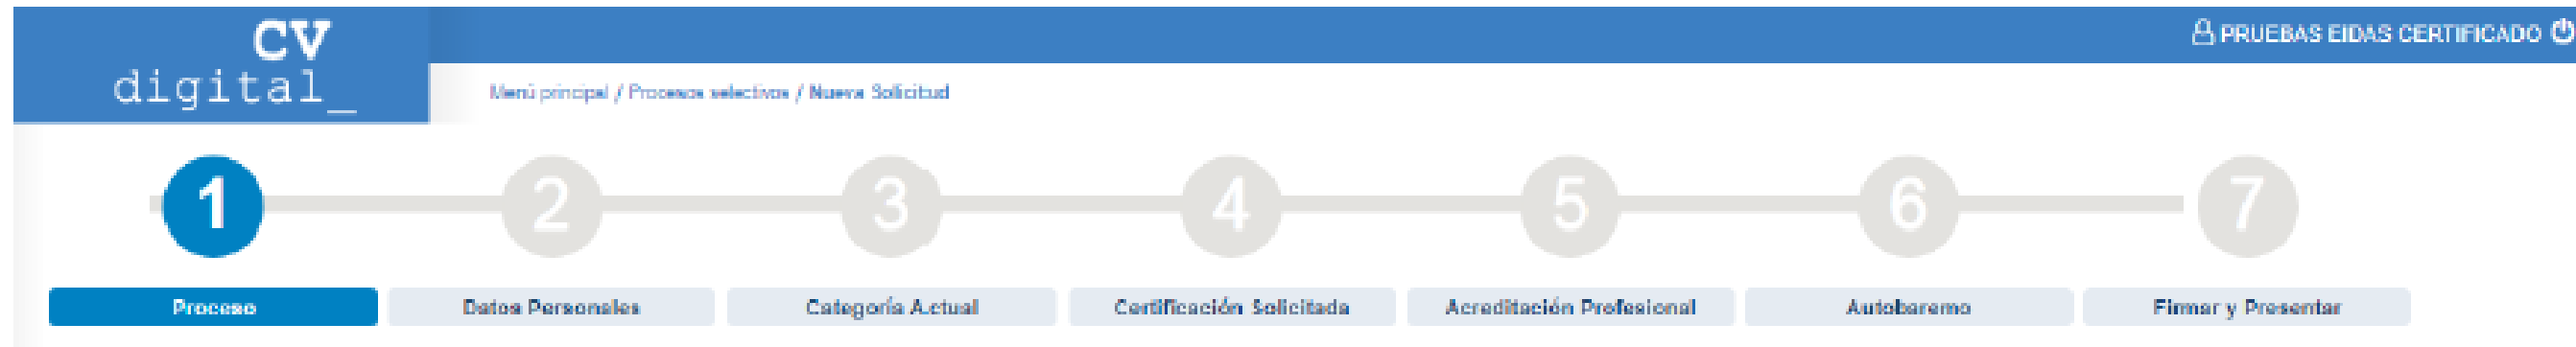 CV
digital_
PRUEBAS EIDAS CERTIFICADO
Menú principal / Procesos selectivos / Nueva Solicitud
1
2
3
4
5
6
7
Proceso
Datos Personales
Categoría Actual
Certificación Solicitada
Acreditación Profesional
Autobaremo
Firmar y Presentar